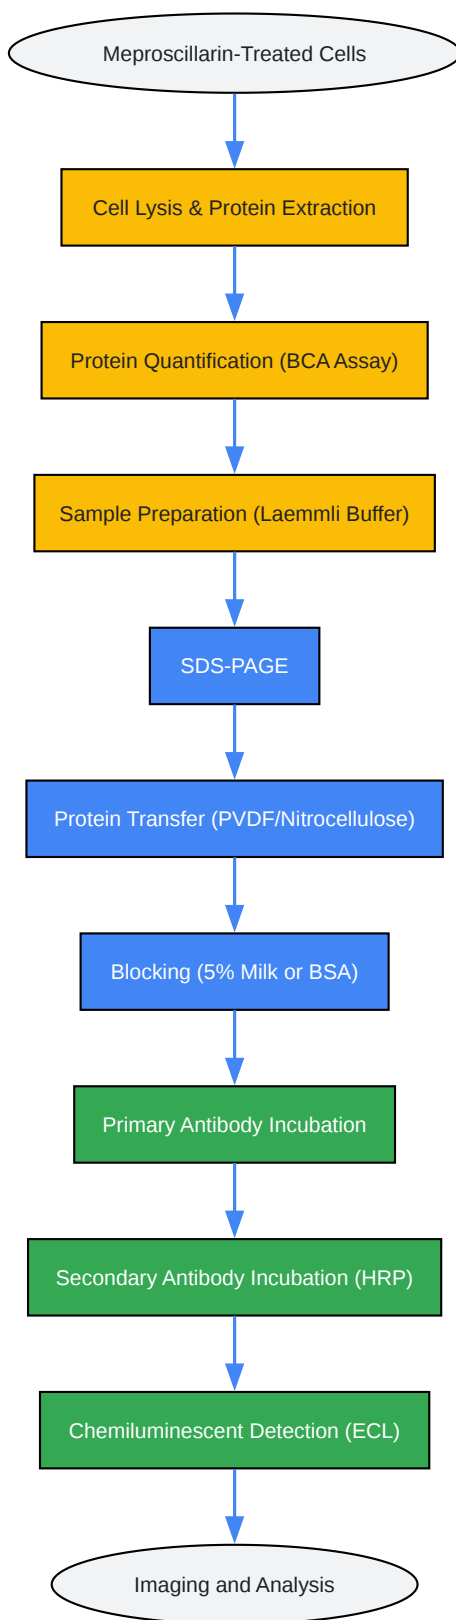 Meproscillarin-Treated Cells
Cell Lysis & Protein Extraction
Protein Quantification (BCA Assay)
Sample Preparation (Laemmli Buffer)
SDS-PAGE
Protein Transfer (PVDF/Nitrocellulose)
Blocking (5% Milk or BSA)
Primary Antibody Incubation
Secondary Antibody Incubation (HRP)
Chemiluminescent Detection (ECL)
Imaging and Analysis